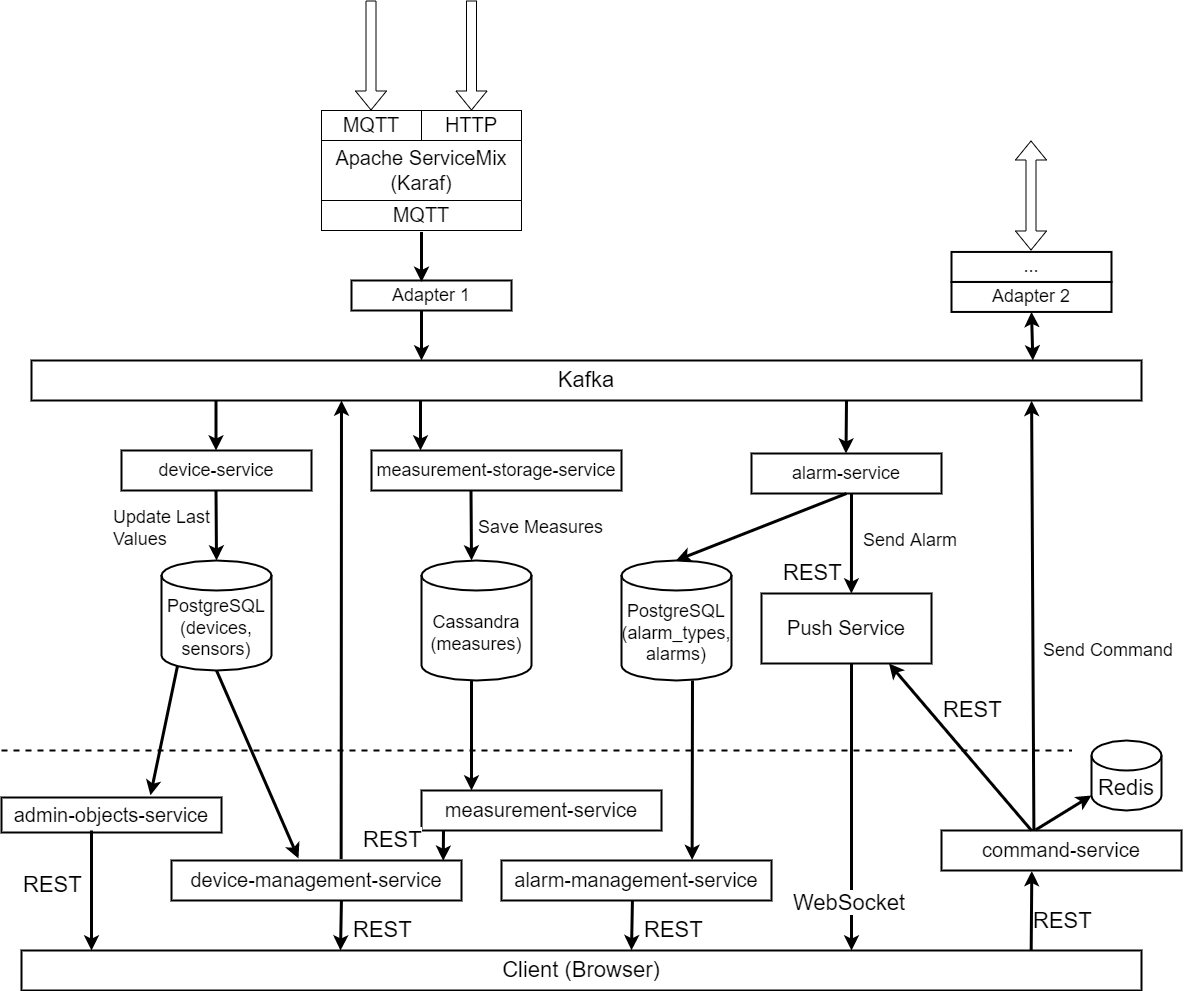 MQTT
HTTP
Apache ServiceMix
(Karaf)
MQTT
Adapter 1
...
Adapter 2
Kafka
device-service
measurement-storage-service
alarm-service
Update Last
Values
Save Measures
Send Alarm
REST
PostgreSQL
(devices,
sensors)
Cassandra
(measures)
PostgreSQL
(alarm_types,
alarms)
Push Service
Send Command
REST
Redis
admin-objects-service
measurement-service
REST
command-service
device-management-service
alarm-management-service
REST
WebSocket
REST
REST
REST
Client (Browser)